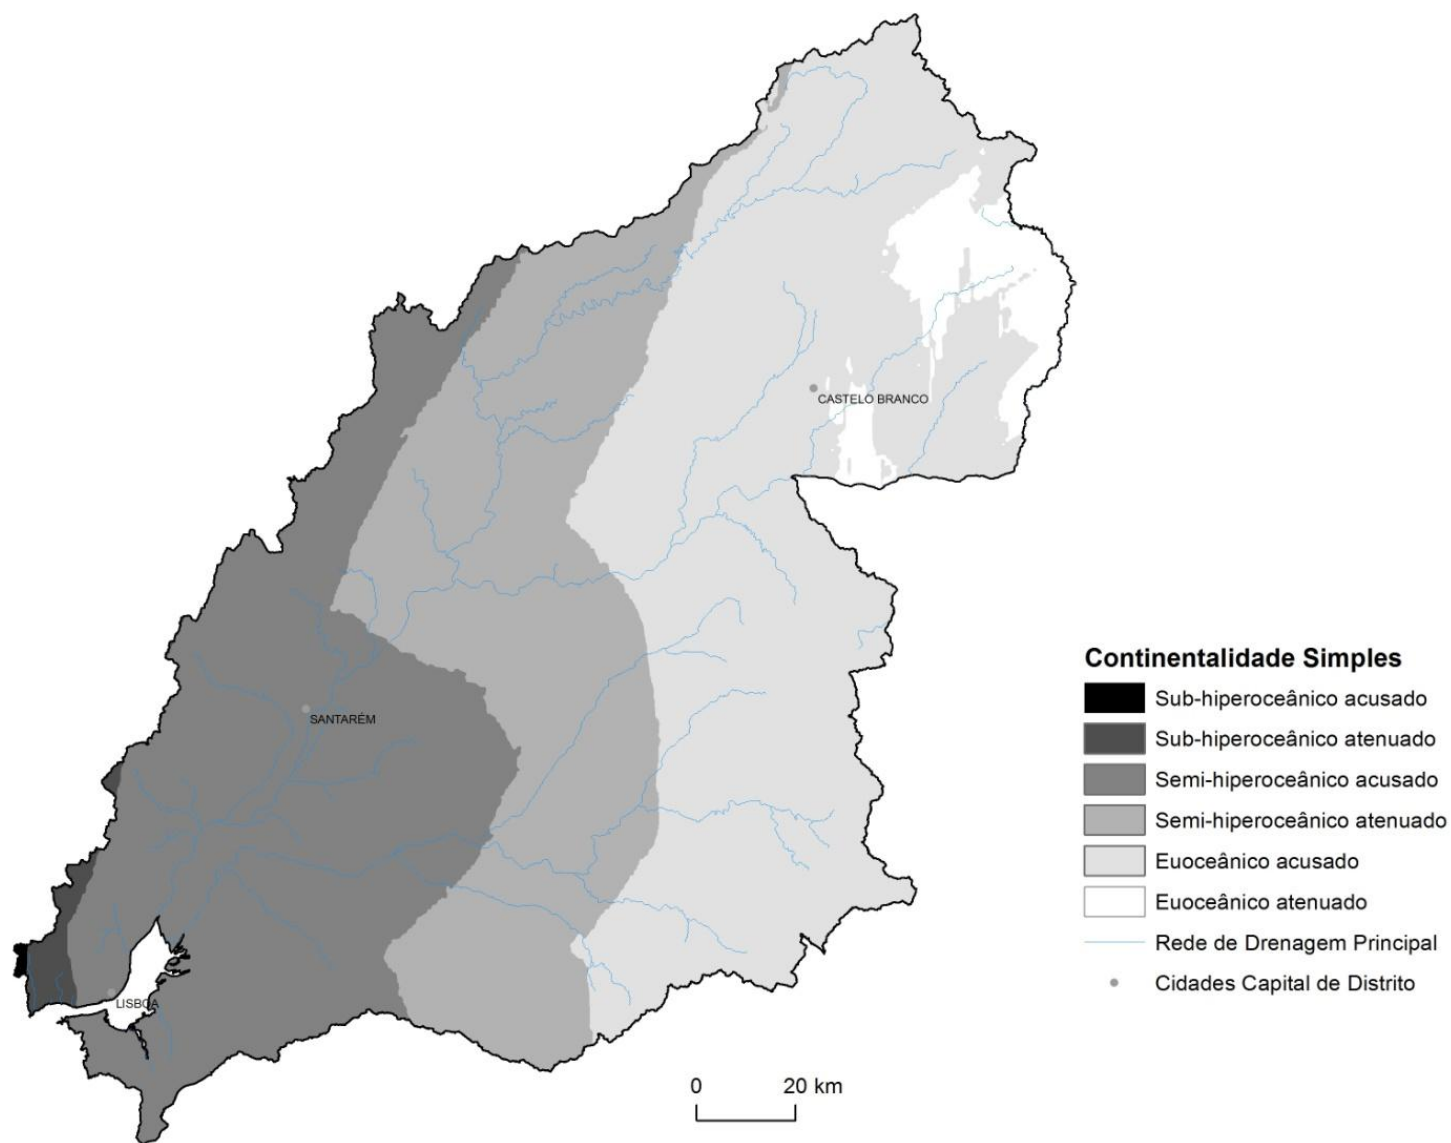 CASTELO BRANCO
SANTARÉM
LISBOA
Continentalidade Simples
Sub-hiperoceânico acusado
Sub-hiperoceânico atenuado
Semi-hiperoceânico acusado
Semi-hiperoceânico atenuado
Euoceânico acusado
Euoceânico atenuado
Rede de Drenagem Principal
Cidades Capital de Distrito
0 20 km